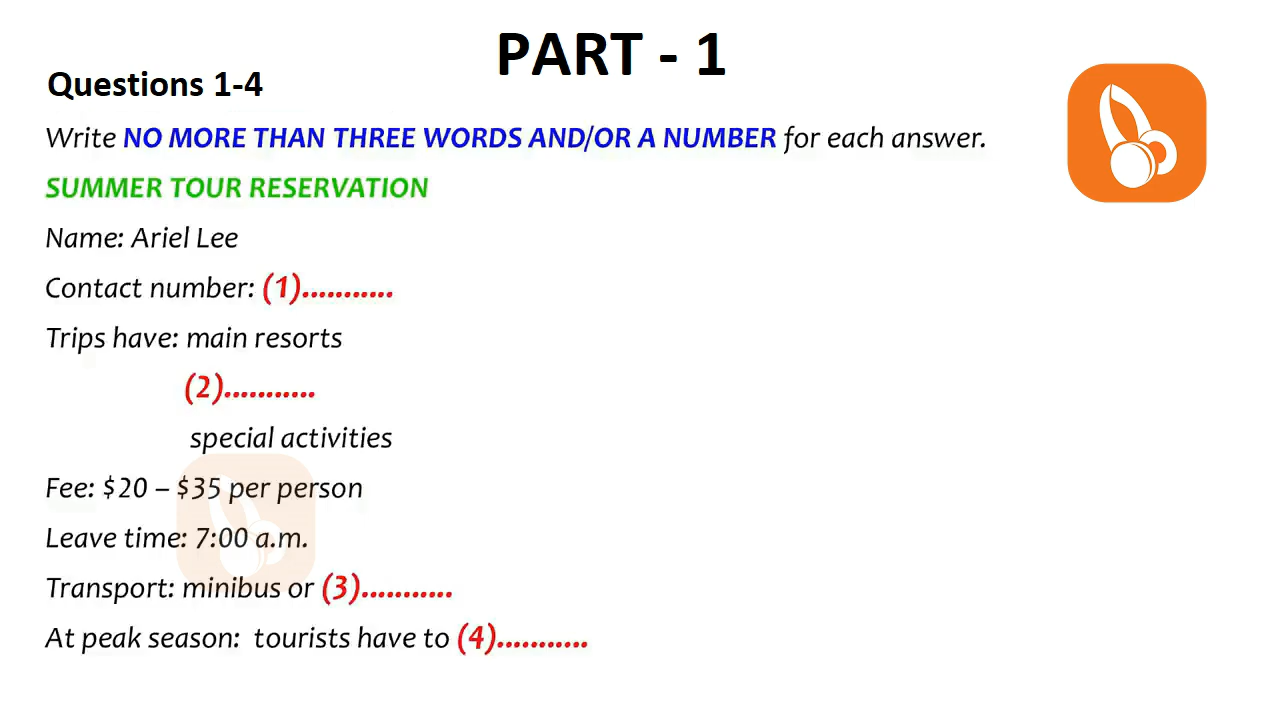 PART - 1
Questions 1-4
Write NO MORE THAN THREE WORDS AND/OR A NUMBER for each answer.
SUMMER TOUR RESERVATION
Name: Ariel Lee
Contact number: (1)...........
Trips have: main resorts
(2)...........
special activities
Fee: $20 – $35 per person
Leave time: 7:00 a.m.
Transport: minibus or (3)...........
At peak season:  tourists have to (4)...........